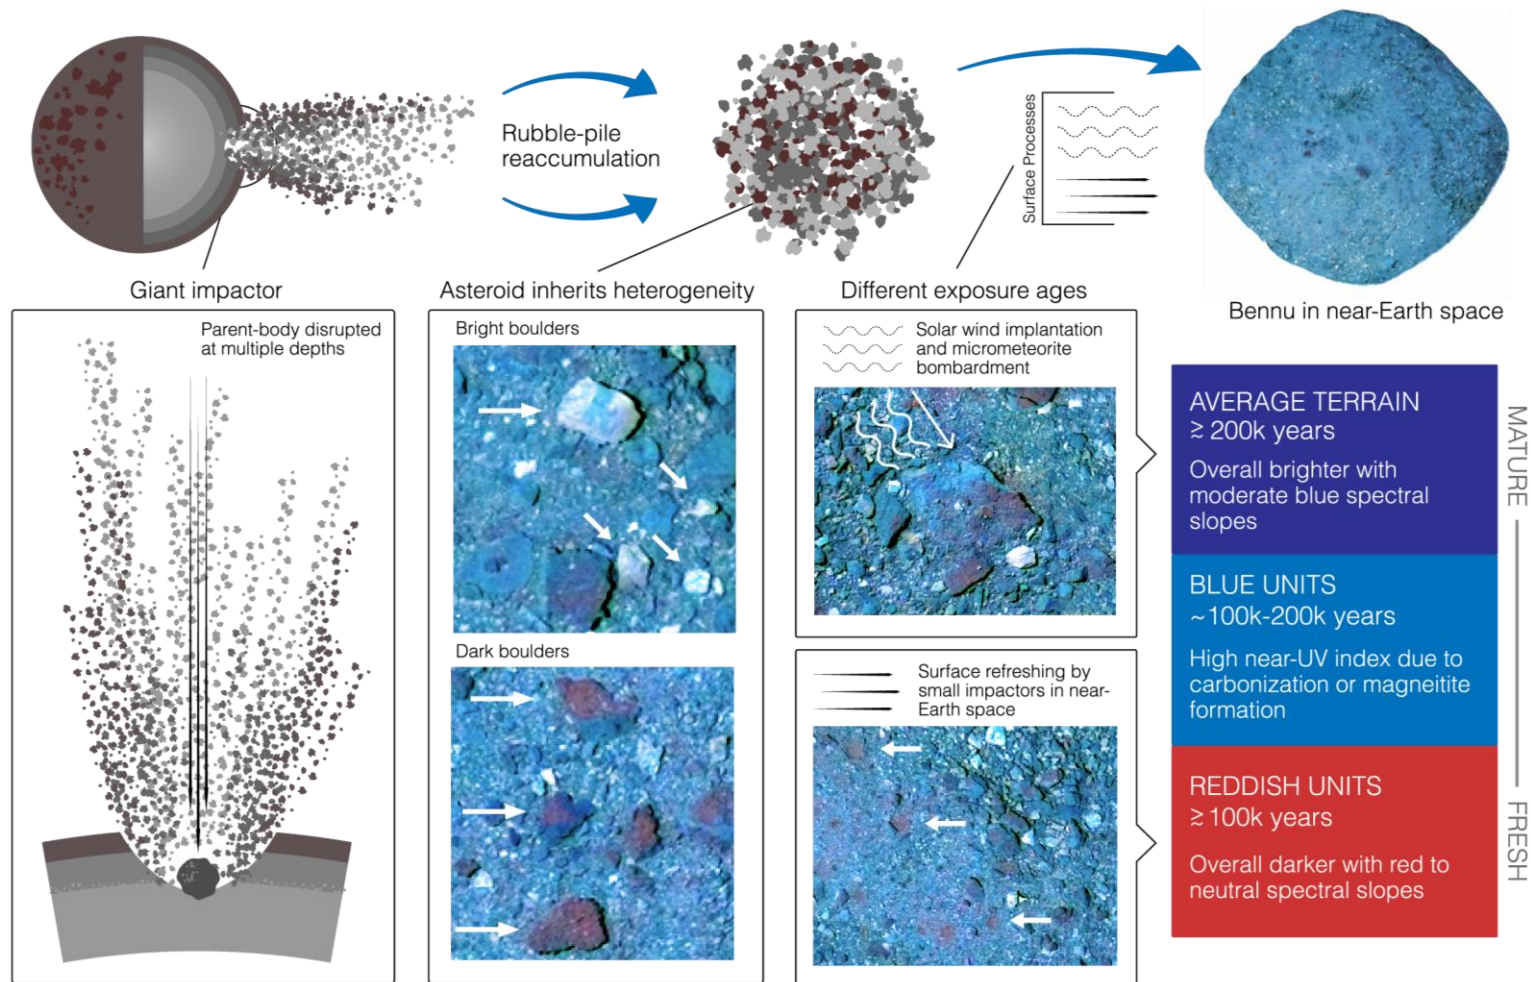 Rubble-pile
reaccumulation
Surface Processes
Giant impactor
Asteroid inherits heterogeneity
Different exposure ages
Bennu in near-Earth space
Parent-body disrupted
at multiple depths
Bright boulders
Dark boulders
Solar wind implantation
and micrometeorite
bombardment
Surface refreshing by
small impactors in near-
Earth space
AVERAGE TERRAIN
≳ 200k years
Overall brighter with
moderate blue spectral
slopes
BLUE UNITS
~100k-200k years
High near-UV index due to
carbonization or magneitite
formation
REDDISH UNITS
≳ 100k years
Overall darker with red to
neutral spectral slopes
MATURE
FRESH